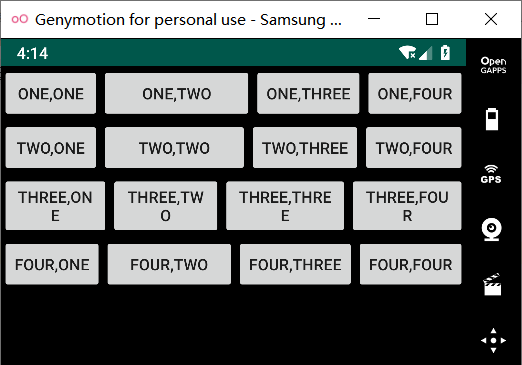 Genymotion for personal use - Samsung ...
4:14
Open
GAPPS
ONE,ONE
ONE,TWO
ONE,THREE
ONE,FOUR
TWO,ONE
TWO,TWO
TWO,THREE
TWO,FOUR
GPS
THREE,ON
E
THREE,TW
O
THREE,THRE
E
THREE,FOU
R
FOUR,ONE
FOUR,TWO
FOUR,THREE
FOUR,FOUR